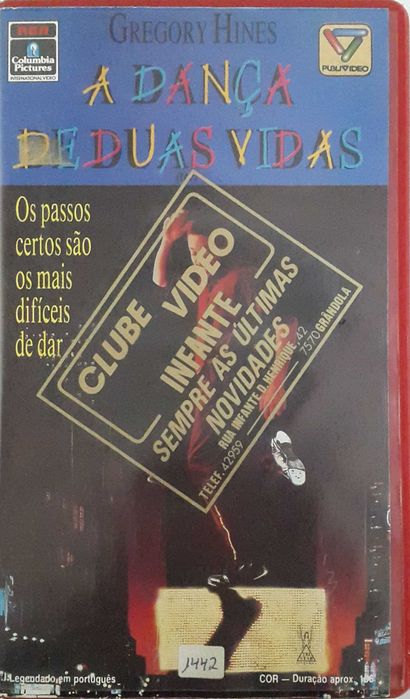 RCA
Columbia
Pictures
INTERNATIONAL VIDEO
GREGORY HINES
PUBLIVIDEO
A DANÇA
DE DUAS VIDAS
Os passos
certos são
os mais
difíceis
de dar
CLUBE VIDEO
INFANTE
SEMPRE AS ÚLTIMAS
NOVIDADES
RUA INFANTE D. HENRIQUE, 42
TELEF. 42959
7570 GRÂNDOLA
1442
Legendado em português
COR — Duração aprox. 106